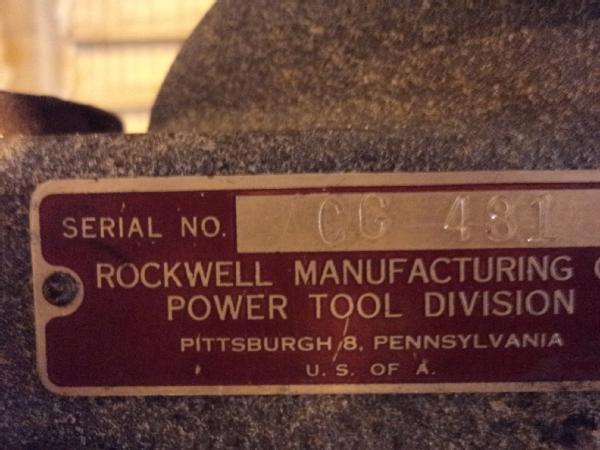 SERIAL NO. CG 481
ROCKWELL MANUFACTURING
POWER TOOL DIVISION
PITTSBURGH 8, PENNSYLVANIA
U. S. OF A.